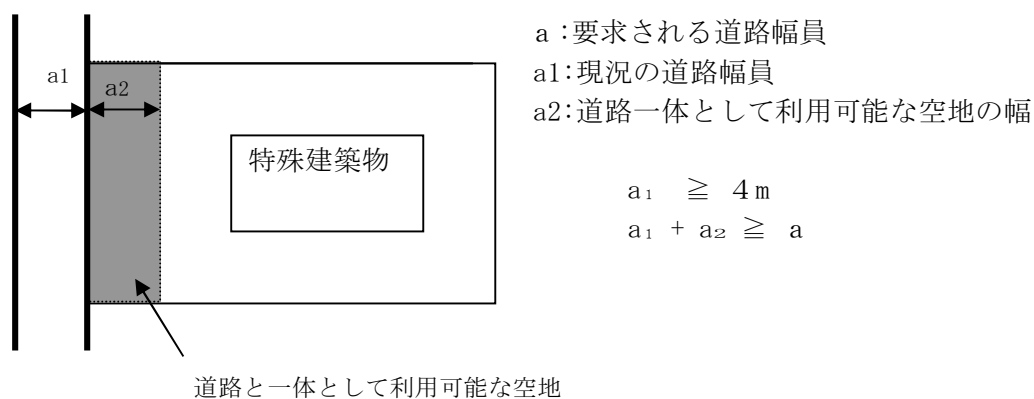 a :要求される道路幅員
a1:現況の道路幅員
a2:道路一体として利用可能な空地の幅
a1
a2
特殊建築物
a₁ ≧ 4m
a₁ + a₂ ≧ a
道路と一体として利用可能な空地